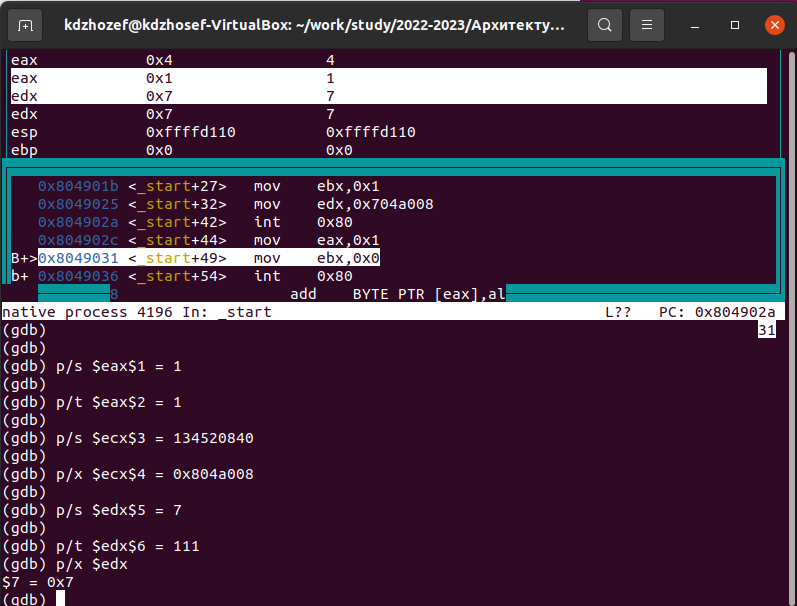 kdzhozef@kdzhosef-VirtualBox: ~/work/study/2022-2023/Архитекту...
eax 0x4 4
eax 0x1 1
edx 0x7 7
edx 0x7 7
esp 0xffffd110 0xffffd110
ebp 0x0 0x0
0x804901b <_start+27> mov ebx,0x1
0x8049025 <_start+32> mov edx,0x704a008
0x804902a <_start+42> int 0x80
0x804902c <_start+44> mov eax,0x1
B+>0x8049031 <_start+49> mov ebx,0x0
b+ 0x8049036 <_start+54> int 0x80
8 add BYTE PTR [eax],al
native process 4196 In: _start L?? PC: 0x804902a
(gdb) 31
(gdb)
(gdb) p/s $eax$1 = 1
(gdb)
(gdb) p/t $eax$2 = 1
(gdb)
(gdb) p/s $ecx$3 = 134520840
(gdb)
(gdb) p/x $ecx$4 = 0x804a008
(gdb)
(gdb) p/s $edx$5 = 7
(gdb)
(gdb) p/t $edx$6 = 111
(gdb) p/x $edx
$7 = 0x7
(gdb)